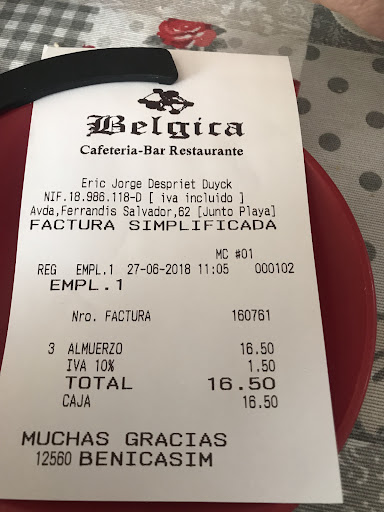 Belgica
Cafeteria-Bar Restaurante
Eric Jorge Despriet Duyck
NIF.18.986.118-D [ iva incluido ]
Avda,Ferrandis Salvador,62 [Junto Playa]
FACTURA SIMPLIFICADA
MC #01
REG EMPL.1 27-06-2018 11:05 000102
EMPL.1
Nro. FACTURA 160761
3 ALMUERZO 16.50
IVA 10% 1.50
TOTAL 16.50
CAJA 16.50
MUCHAS GRACIAS
12560 BENICASIM